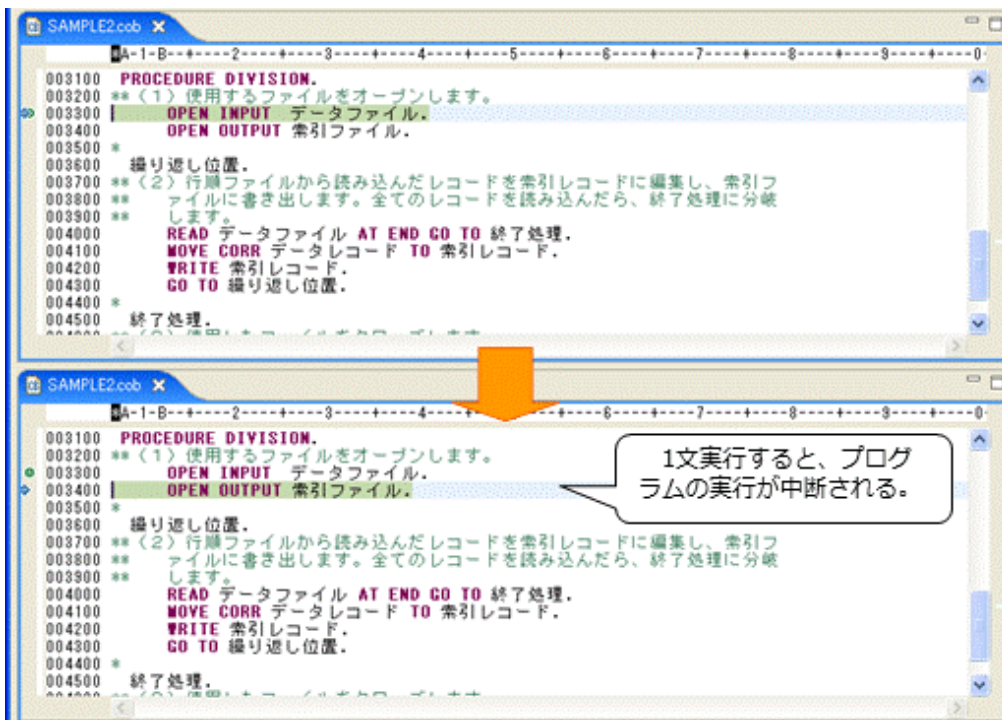 SAMPLE2.cob
A-1-B--+----2----+----3----+----4----+----5----+----6----+----7----+----8----+----9----+----0-
003100 PROCEDURE DIVISION.
003200 **（１）使用するファイルをオープンします。
003300 OPEN INPUT データファイル.
003400 OPEN OUTPUT 索引ファイル.
003500 *
003600 繰り返し位置.
003700 **（２）行順ファイルから読み込んだレコードを索引レコードに編集し、索引フ
003800 ** ァイルに書き出します。全てのレコードを読み込んだら、終了処理に分岐
003900 ** します。
004000 READ データファイル AT END GO TO 終了処理.
004100 MOVE CORR データレコード TO 索引レコード.
004200 WRITE 索引レコード.
004300 GO TO 繰り返し位置.
004400 *
004500 終了処理.
SAMPLE2.cob
A-1-B--+----2----+----3----+----4----+----6----+----7----+----8----+----9----+----0-
003100 PROCEDURE DIVISION.
003200 **（１）使用するファイルをオープンします。
003300 OPEN INPUT データファイル.
003400 OPEN OUTPUT 索引ファイル.
003500 *
003600 繰り返し位置.
003700 **（２）行順ファイルから読み込んだレコードを索引レコードに編集し、索引フ
003800 ** ァイルに書き出します。全てのレコードを読み込んだら、終了処理に分岐
003900 ** します。
004000 READ データファイル AT END GO TO 終了処理.
004100 MOVE CORR データレコード TO 索引レコード.
004200 WRITE 索引レコード.
004300 GO TO 繰り返し位置.
004400 *
004500 終了処理.
1文実行すると、プログ
ラムの実行が中断される。